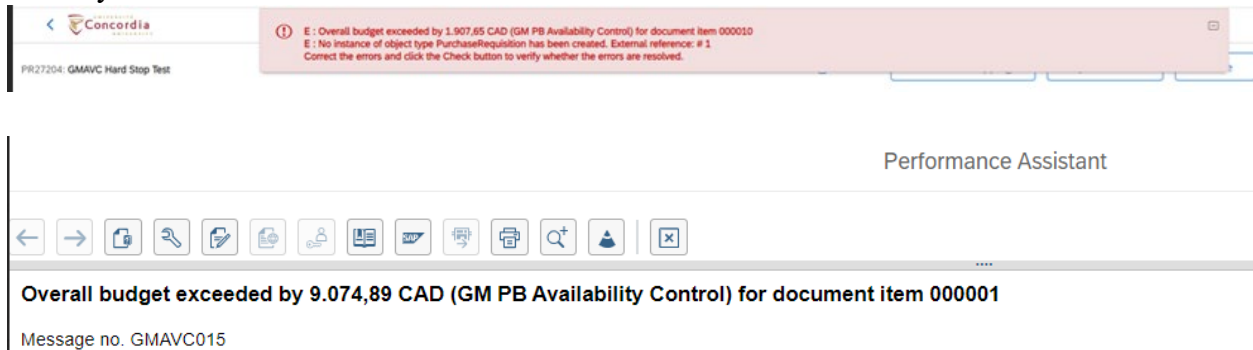 UNIVERSITÉ
Concordia
UNIVERSITY
E : Overall budget exceeded by 1.907,65 CAD (GM PB Availability Control) for document item 000010
E : No instance of object type PurchaseRequisition has been created. External reference: # 1
Correct the errors and click the Check button to verify whether the errors are resolved.
PR27204: GMAVC Hard Stop Test
Performance Assistant
SAP
Overall budget exceeded by 9.074,89 CAD (GM PB Availability Control) for document item 000001
Message no. GMAVC015